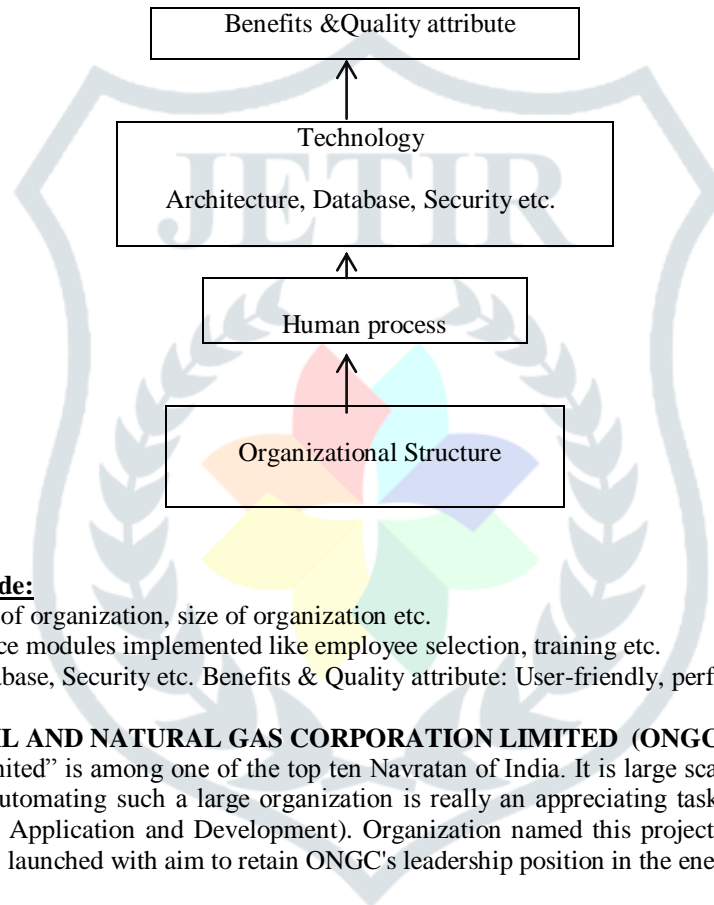 Benefits &Quality attribute
Technology
Architecture, Database, Security etc.
JETIR
Human process
Organizational Structure
de:
of organization, size of organization etc.
ce modules implemented like employee selection, training etc.
abase, Security etc. Benefits & Quality attribute: User-friendly, perf
IL AND NATURAL GAS CORPORATION LIMITED (ONGC
nited” is among one of the top ten Navratan of India. It is large sca
utomating such a large organization is really an appreciating task
Application and Development). Organization named this project
launched with aim to retain ONGC's leadership position in the ene